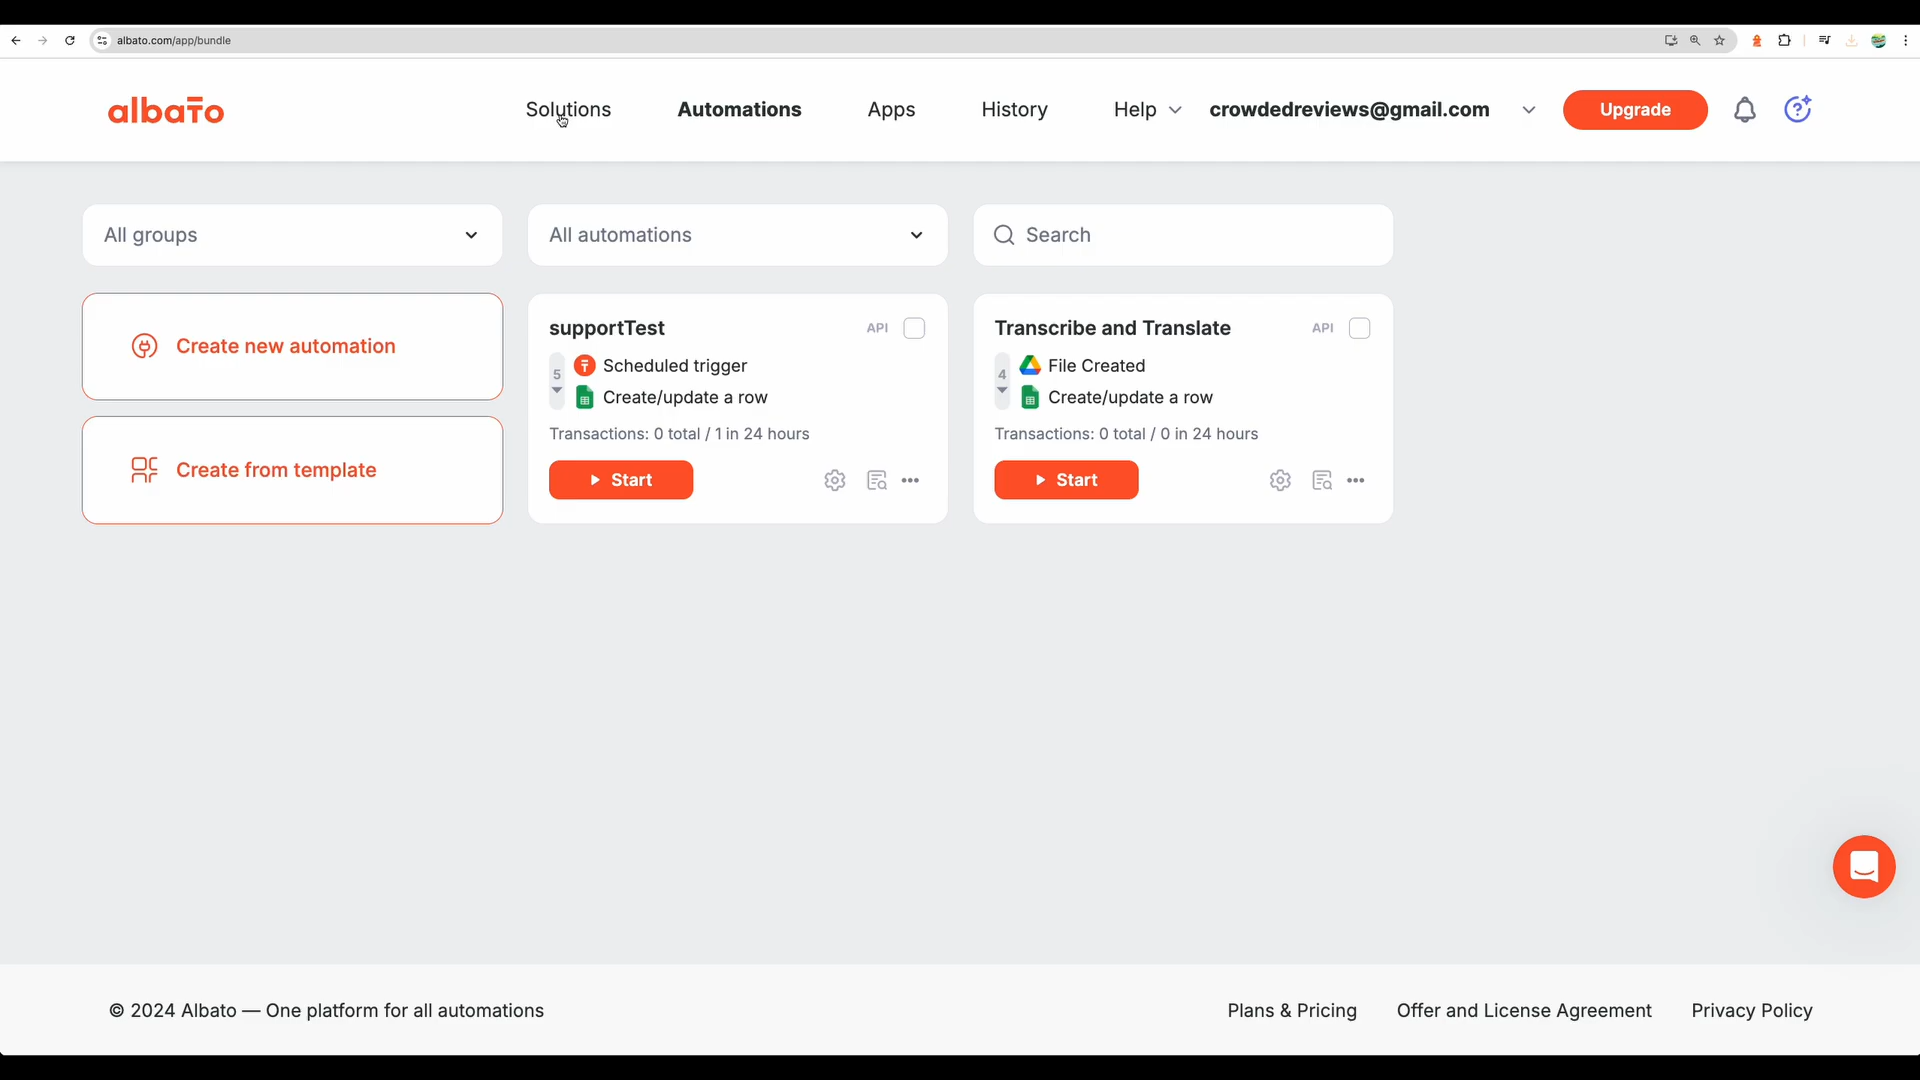 albato.com/app/bundle
albato
Solutions
Automations
Apps
History
Help
crowdedreviews@gmail.com
Upgrade
All groups
All automations
Search
Create new automation
Create from template
supportTest
API
5
Scheduled trigger
Create/update a row
Transactions: 0 total / 1 in 24 hours
Start
Transcribe and Translate
API
4
File Created
Create/update a row
Transactions: 0 total / 0 in 24 hours
Start
© 2024 Albato — One platform for all automations
Plans & Pricing
Offer and License Agreement
Privacy Policy